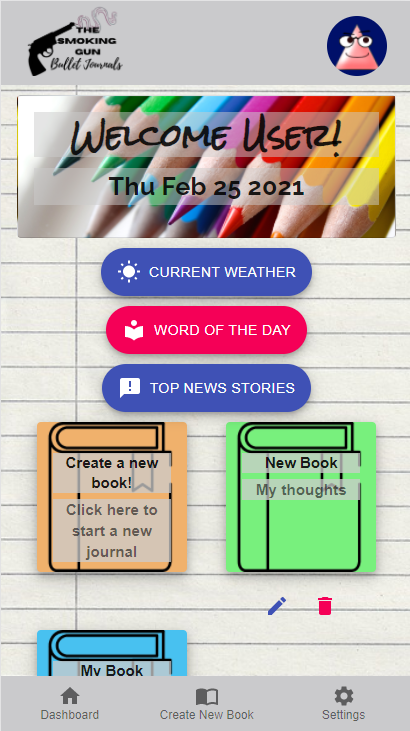 THE
SMOKING
GUN
Bullet Journals
Welcome User!
Thu Feb 25 2021
CURRENT WEATHER
WORD OF THE DAY
TOP NEWS STORIES
Create a new
book!
Click here to
start a new
journal
New Book
My thoughts
My Book
Dashboard
Create New Book
Settings